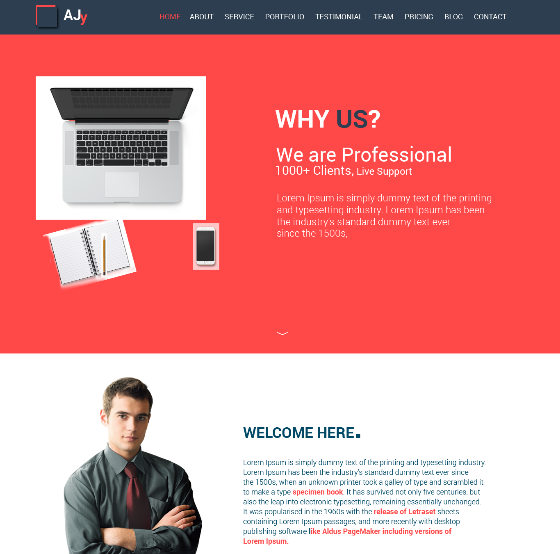 AJy
HOME ABOUT SERVICE PORTFOLIO TESTIMONIAL TEAM PRICING BLOG CONTACT
WHY US?
We are Professional
1000+ Clients, Live Support
Lorem Ipsum is simply dummy text of the printing
and typesetting industry. Lorem Ipsum has been
the industry's standard dummy text ever
since the 1500s,
WELCOME HERE.
Lorem Ipsum is simply dummy text of the printing and typesetting industry.
Lorem Ipsum has been the industry's standard dummy text ever since
the 1500s, when an unknown printer took a galley of type and scrambled it
to make a type specimen book. It has survived not only five centuries, but
also the leap into electronic typesetting, remaining essentially unchanged.
It was popularised in the 1960s with the release of Letraset sheets
containing Lorem Ipsum passages, and more recently with desktop
publishing software like Aldus PageMaker including versions of
Lorem Ipsum.